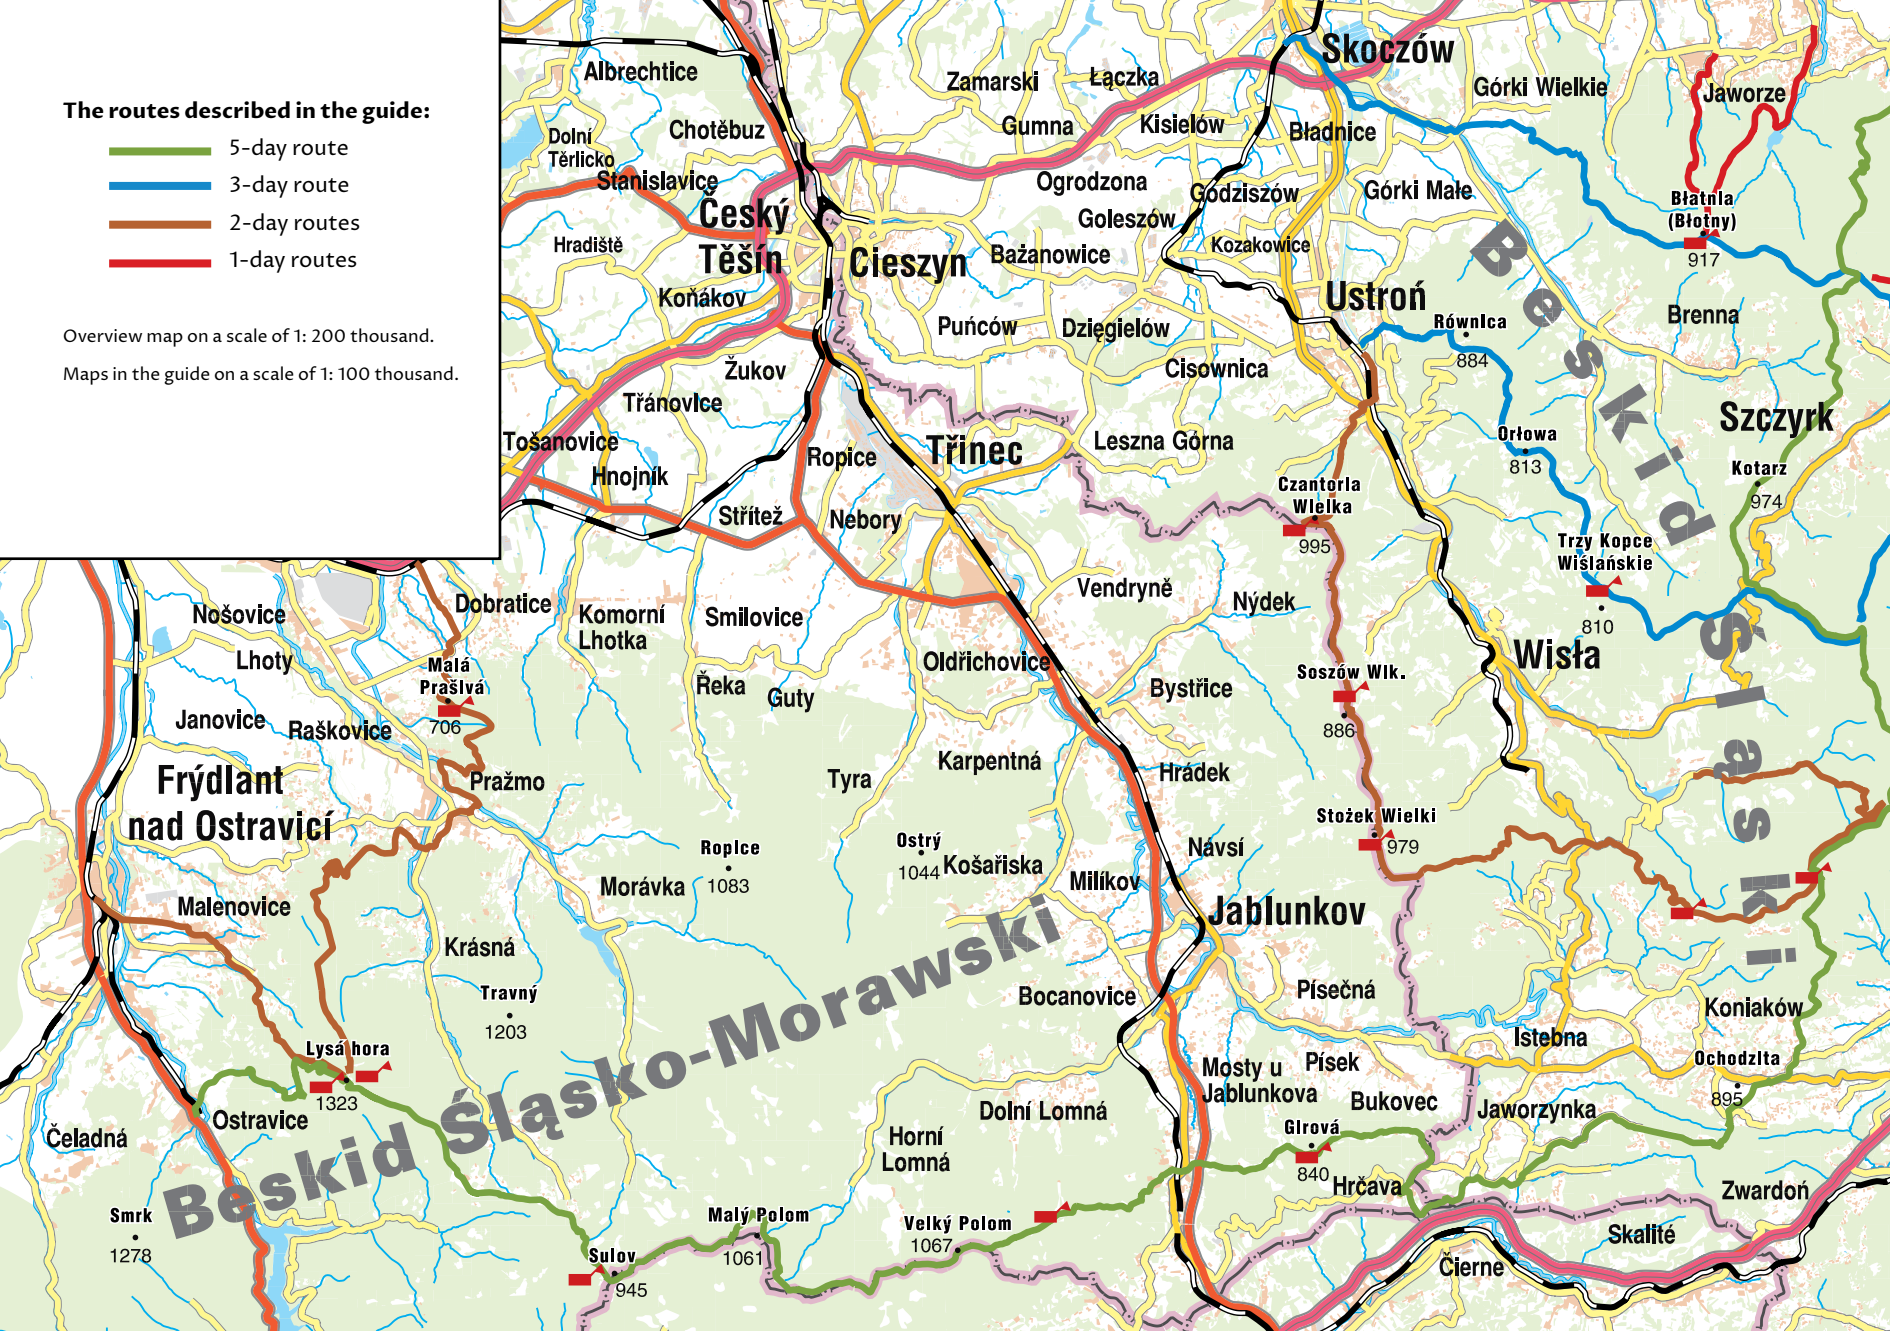 The routes described in the guide:
5-day route
3-day route
2-day routes
1-day routes
Overview map on a scale of 1: 200 thousand.
Maps in the guide on a scale of 1: 100 thousand.
Skoczów
Albrechtice
Zamarski
Łączka
Górki Wielkie
Jaworze
Chotěbuz
Gumna
Kisielów
Bładnice
Dolní
Těrlicko
Stanislavice
Ogrodzona
Godziszów
Górki Małe
Błatnia
(Błotny)
917
Český
Těšín
Goleszów
Hradiště
Cieszyn
Bażanowice
Kozakowice
Koňákov
Ustroń
Równica
884
Brenna
Puńców
Dzięgielów
Žukov
Cisownica
Třánovice
Szczyrk
Tošanovice
Ropice
Třinec
Leszna Górna
Orłowa
813
Hnojník
Kotarz
974
Czantoria
Wielka
995
Střítež
Nebory
Trzy Kopce
Wiślańskie
810
Beskid Śląski
Nošovice
Dobratice
Komorní
Lhotka
Smilovice
Vendryně
Nýdek
Lhoty
Malá
Prašivá
706
Oldřichovice
Wisła
Řeka
Guty
Bystřice
Soszów Wlk.
886
Janovice
Raškovice
Frýdlant
nad Ostravicí
Pražmo
Tyra
Karpentná
Hrádek
Stożek Wielki
979
Ropice
1083
Ostrý
1044
Košařiska
Návsí
Morávka
Milíkov
Malenovice
Jablunkov
Krásná
Travný
1203
Bocanovice
Písečná
Koniaków
Istebna
Lysá hora
1323
Beskid Śląsko-Morawski
Mosty u
Jablunkova
Písek
Ochodzita
895
Ostravice
Dolní Lomná
Bukovec
Jaworzynka
Čeladná
Horní
Lomná
Girová
840
Hrčava
Zwardoń
Smrk
1278
Malý Polom
1061
Velký Polom
1067
Skalité
Sulov
945
Čierne